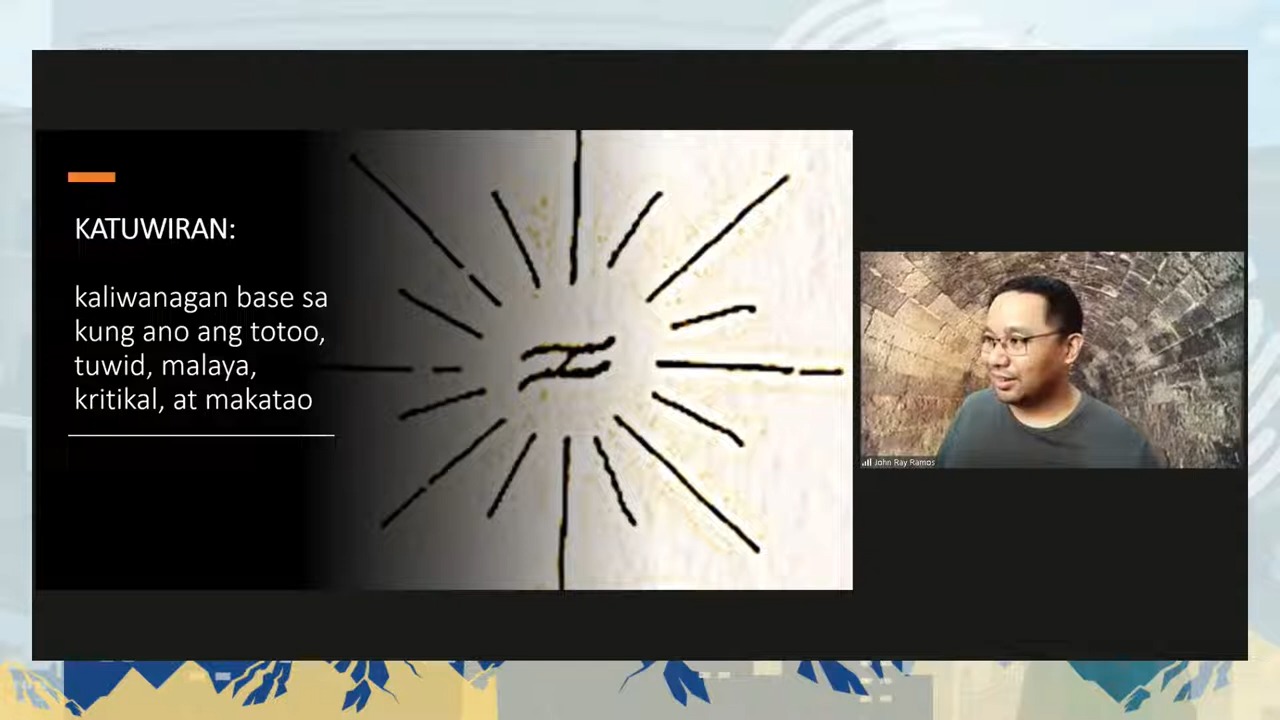 KATUWIRAN:
kaliwanagan base sa
kung ano ang totoo,
tuwid, malaya,
kritikal, at makatao
John Ray Ramos